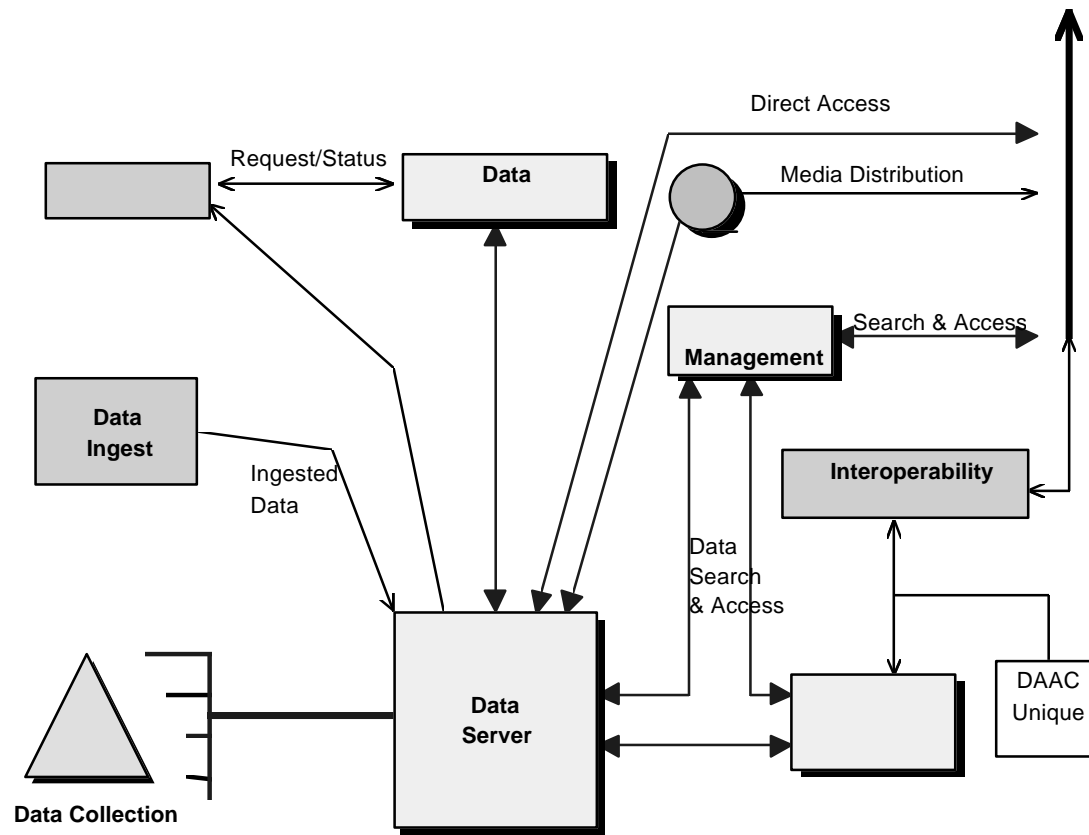 Direct Access
Request/Status
Data
Media Distribution
Search & Access
Management
Data
Ingest
Ingested
Data
Interoperability
Data
Search
& Access
Data
Server
DAAC
Unique
Data Collection